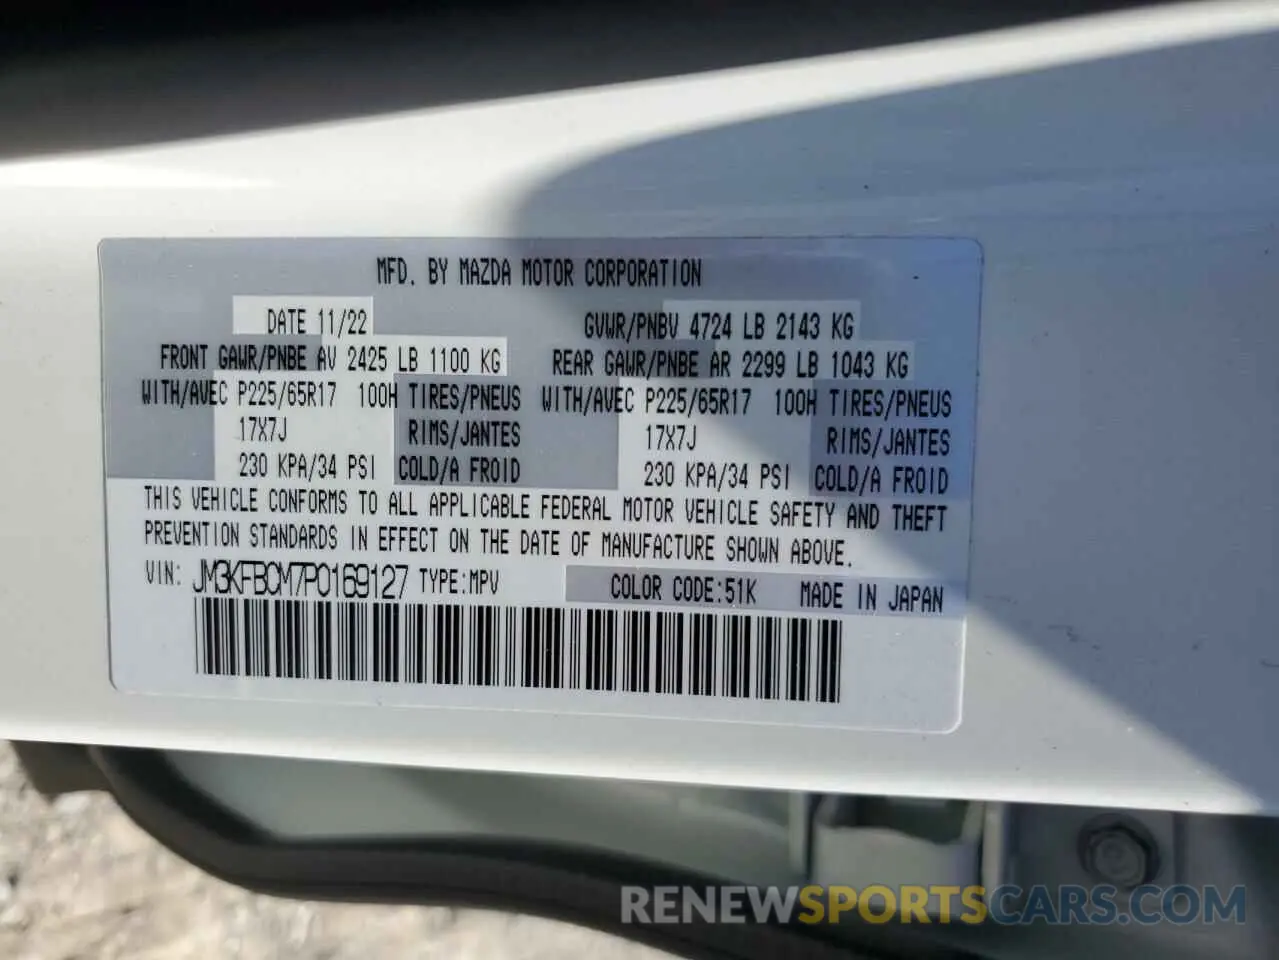 MFD. BY MAZDA MOTOR CORPORATION
DATE 11/22 GVWR/PNBV 4724 LB 2143 KG
FRONT GAWR/PNBE AV 2425 LB 1100 KG REAR GAWR/PNBE AR 2299 LB 1043 KG
WITH/AVEC P225/65R17 100H TIRES/PNEUS WITH/AVEC P225/65R17 100H TIRES/PNEUS
17X7J RIMS/JANTES 17X7J RIMS/JANTES
230 KPA/34 PSI COLD/A FROID 230 KPA/34 PSI COLD/A FROID
THIS VEHICLE CONFORMS TO ALL APPLICABLE FEDERAL MOTOR VEHICLE SAFETY AND THEFT
PREVENTION STANDARDS IN EFFECT ON THE DATE OF MANUFACTURE SHOWN ABOVE.
VIN: JM3KFBCM7P0169127 TYPE:MPV COLOR CODE:51K MADE IN JAPAN
RENEWSPORTSCARS.COM